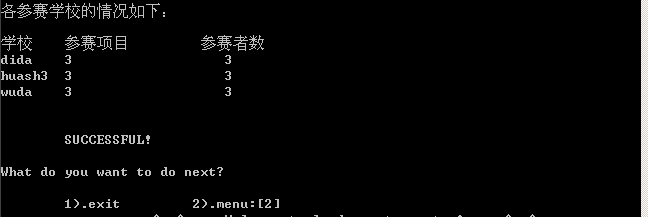 各参赛学校的情况如下：
学校 参赛项目 参赛者数
dida 3 3
huash3 3 3
wuda 3 3
SUCCESSFUL!
What do you want to do next?
1).exit 2).menu:[2]